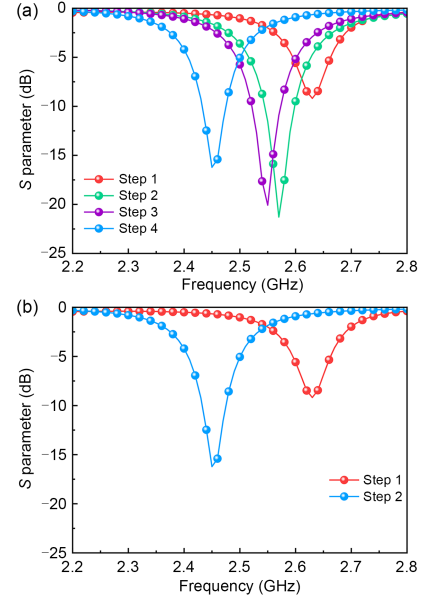 (a)
0
−5
−10
−15
−20
−25
S parameter (dB)
Step 1
Step 2
Step 3
Step 4
2.2 2.3 2.4 2.5 2.6 2.7 2.8
Frequency (GHz)
(b)
0
−5
−10
−15
−20
−25
S parameter (dB)
Step 1
Step 2
2.2 2.3 2.4 2.5 2.6 2.7 2.8
Frequency (GHz)